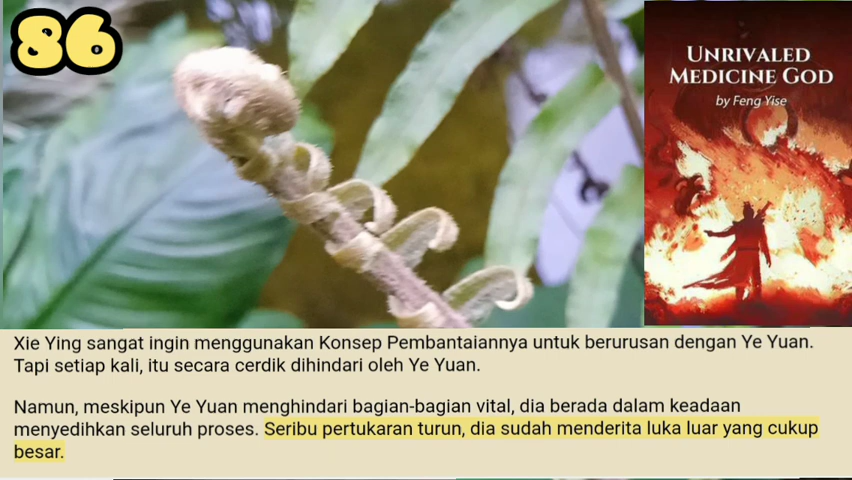 86
UNRIVALED
MEDICINE GOD
by Feng Yise
Xie Ying sangat ingin menggunakan Konsep Pembantaiannya untuk berurusan dengan Ye Yuan.
Tapi setiap kali, itu secara cerdik dihindari oleh Ye Yuan.
Namun, meskipun Ye Yuan menghindari bagian-bagian vital, dia berada dalam keadaan
menyedihkan seluruh proses. Seribu pertukaran turun, dia sudah menderita luka luar yang cukup
besar.